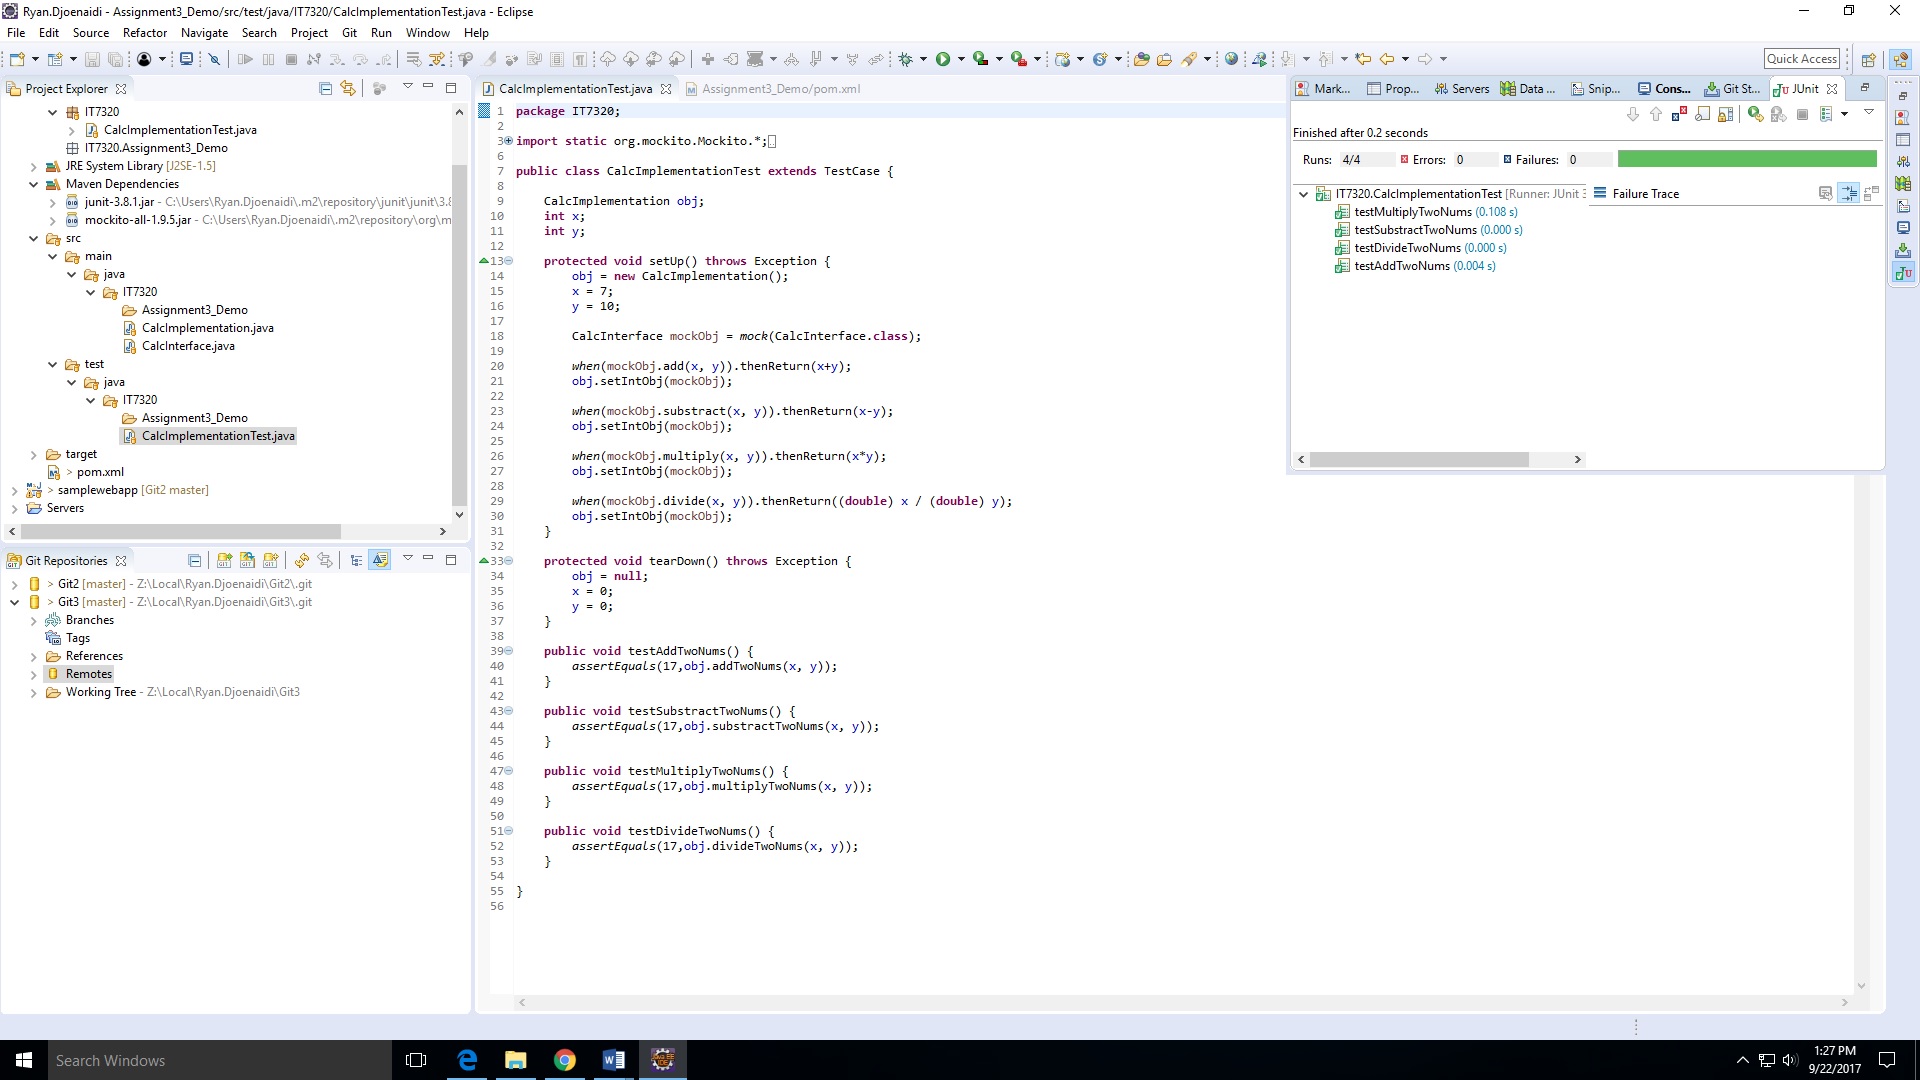 Ryan.Djoenaidi - Assignment3_Demo/src/test/java/IT7320/CalcImplementationTest.java - Eclipse
File Edit Source Refactor Navigate Search Project Git Run Window Help
Quick Access
Project Explorer
IT7320
CalcImplementationTest.java
IT7320.Assignment3_Demo
JRE System Library [J2SE-1.5]
Maven Dependencies
junit-3.8.1.jar - C:\Users\Ryan.Djoenaidi\.m2\repository\junit\junit\3.8
mockito-all-1.9.5.jar - C:\Users\Ryan.Djoenaidi\.m2\repository\org\m
src
main
java
IT7320
Assignment3_Demo
CalcImplementation.java
CalcInterface.java
test
java
IT7320
Assignment3_Demo
CalcImplementationTest.java
target
> pom.xml
> samplewebapp [Git2 master]
Servers
Git Repositories
> Git2 [master] - Z:\Local\Ryan.Djoenaidi\Git2\.git
> Git3 [master] - Z:\Local\Ryan.Djoenaidi\Git3\.git
Branches
Tags
References
Remotes
Working Tree - Z:\Local\Ryan.Djoenaidi\Git3
CalcImplementationTest.java Assignment3_Demo/pom.xml
1 package IT7320;
2
3 import static org.mockito.Mockito.*;
6
7 public class CalcImplementationTest extends TestCase {
8
9 CalcImplementation obj;
10 int x;
11 int y;
12
13 protected void setUp() throws Exception {
14 obj = new CalcImplementation();
15 x = 7;
16 y = 10;
17
18 CalcInterface mockObj = mock(CalcInterface.class);
19
20 when(mockObj.add(x, y)).thenReturn(x+y);
21 obj.setIntObj(mockObj);
22
23 when(mockObj.substract(x, y)).thenReturn(x-y);
24 obj.setIntObj(mockObj);
25
26 when(mockObj.multiply(x, y)).thenReturn(x*y);
27 obj.setIntObj(mockObj);
28
29 when(mockObj.divide(x, y)).thenReturn((double) x / (double) y);
30 obj.setIntObj(mockObj);
31 }
32
33 protected void tearDown() throws Exception {
34 obj = null;
35 x = 0;
36 y = 0;
37 }
38
39 public void testAddTwoNums() {
40 assertEquals(17,obj.addTwoNums(x, y));
41 }
42
43 public void testSubstractTwoNums() {
44 assertEquals(17,obj.substractTwoNums(x, y));
45 }
46
47 public void testMultiplyTwoNums() {
48 assertEquals(17,obj.multiplyTwoNums(x, y));
49 }
50
51 public void testDivideTwoNums() {
52 assertEquals(17,obj.divideTwoNums(x, y));
53 }
54
55 }
56
Mark... Prop... Servers Data ... Snip... Cons... Git St... JUnit
Finished after 0.2 seconds
Runs: 4/4 Errors: 0 Failures: 0
IT7320.CalcImplementationTest [Runner: JUnit 3 Failure Trace
testMultiplyTwoNums (0.108 s)
testSubstractTwoNums (0.000 s)
testDivideTwoNums (0.000 s)
testAddTwoNums (0.004 s)
Search Windows
1:27 PM
9/22/2017